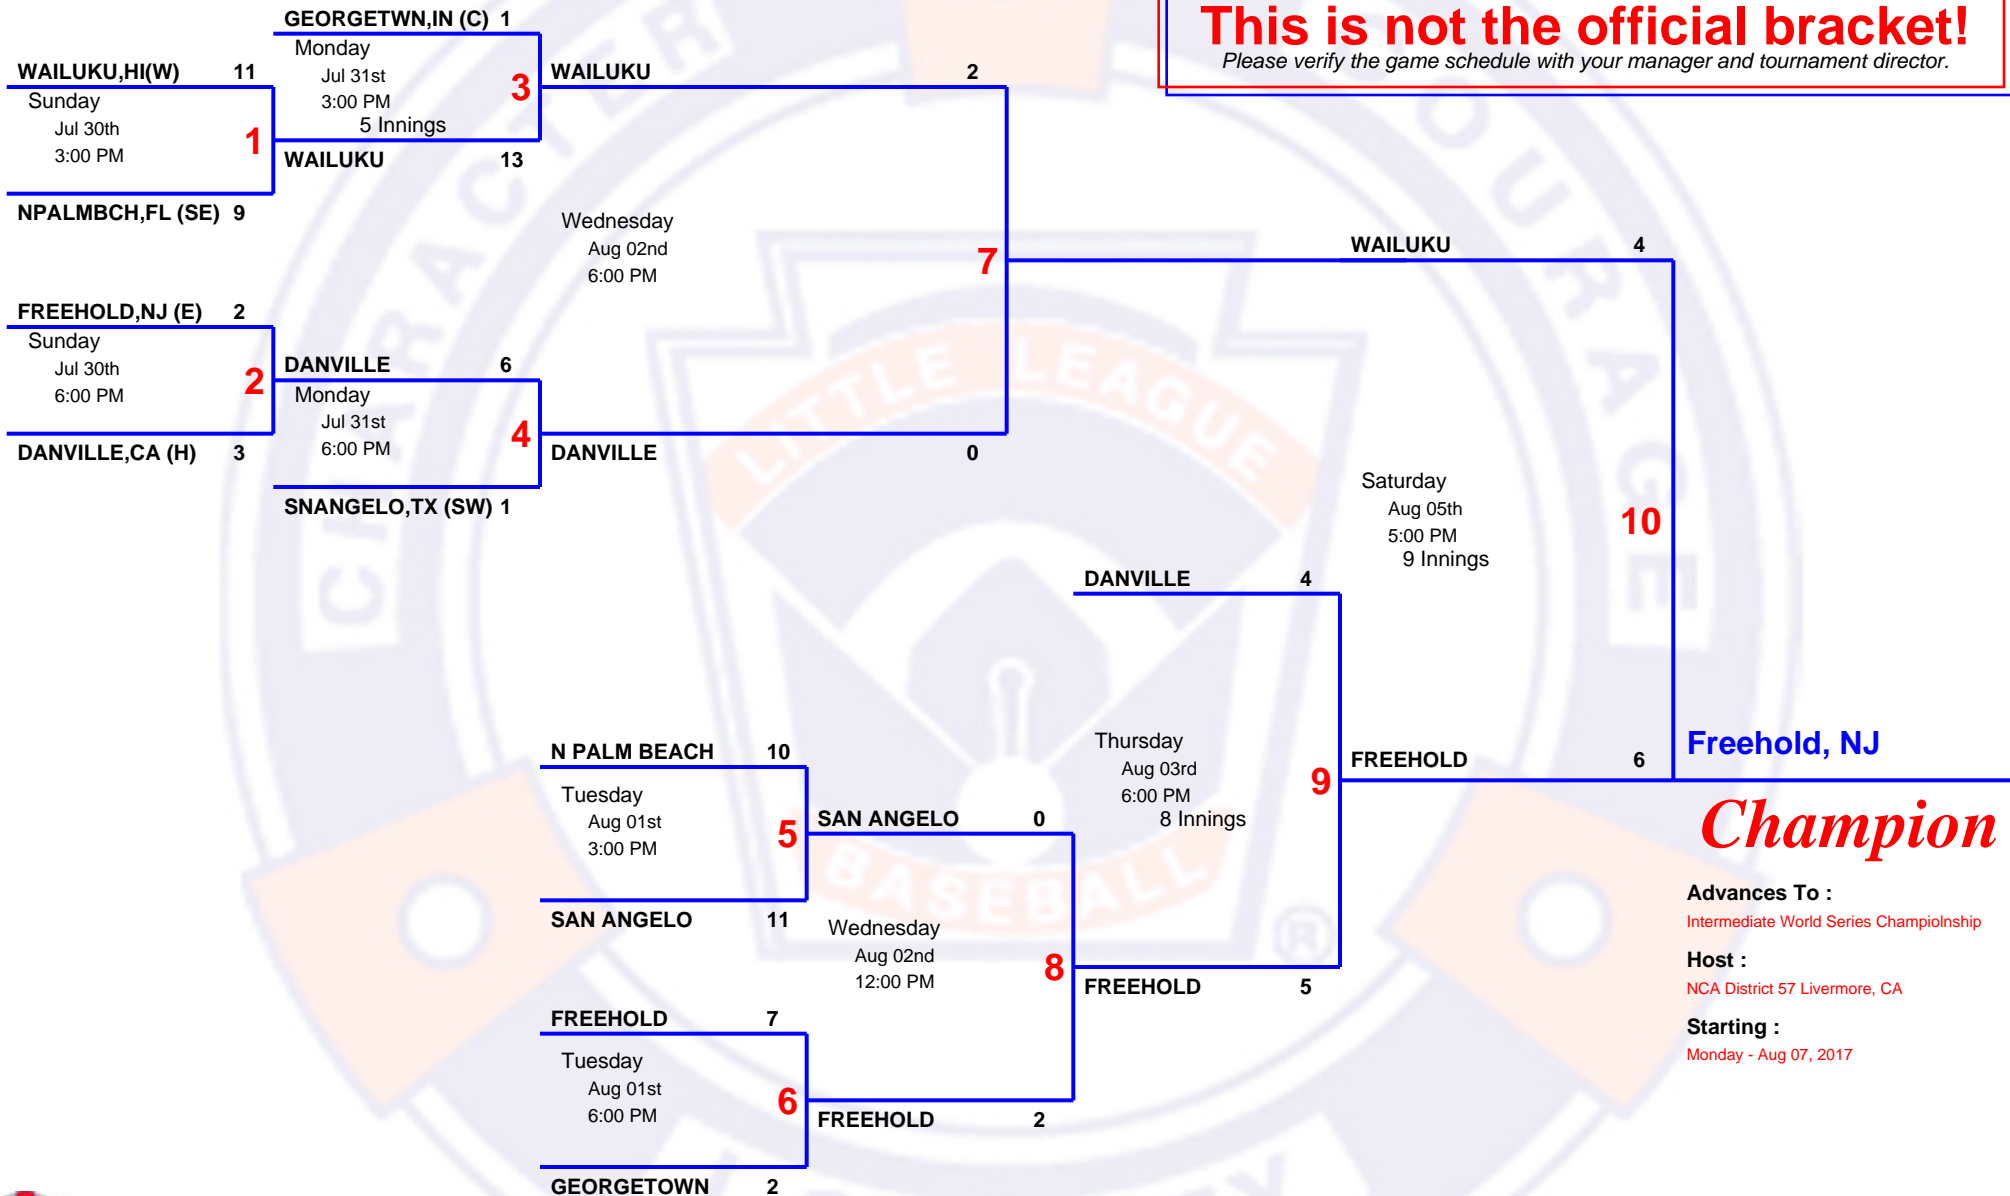 This is not the official bracket!
Please verify the game schedule with your manager and tournament director.
GEORGETWN,IN (C) 1
Monday
Jul 31st
3:00 PM
5 Innings
3
WAILUKU 13
WAILUKU,HI(W) 11
Sunday
Jul 30th
3:00 PM
1
NPALMBCH,FL (SE) 9
WAILUKU 2
Wednesday
Aug 02nd
6:00 PM
7
DANVILLE 0
FREEHOLD,NJ (E) 2
Sunday
Jul 30th
6:00 PM
2
DANVILLE,CA (H) 3
DANVILLE 6
Monday
Jul 31st
6:00 PM
4
SNANGELO,TX (SW) 1
WAILUKU 4
Saturday
Aug 05th
5:00 PM
9 Innings
10
FREEHOLD 6
DANVILLE 4
Thursday
Aug 03rd
6:00 PM
8 Innings
9
FREEHOLD 5
N PALM BEACH 10
Tuesday
Aug 01st
3:00 PM
5
SAN ANGELO 11
SAN ANGELO 0
Wednesday
Aug 02nd
12:00 PM
8
FREEHOLD 2
FREEHOLD 7
Tuesday
Aug 01st
6:00 PM
6
GEORGETOWN 2
Freehold, NJ
Champion
Advances To :
Intermediate World Series Champiolnship
Host :
NCA District 57 Livermore, CA
Starting :
Monday - Aug 07, 2017
CHARACTER
COURAGE
LITTLE LEAGUE
BASEBALL
®